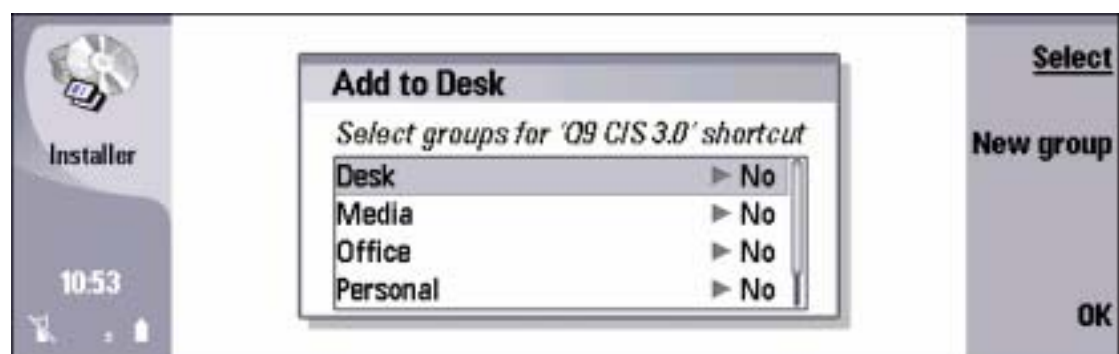 Installer
10:53
Add to Desk
Select groups for 'Q9 CIS 3.0' shortcut
Desk No
Media No
Office No
Personal No
Select
New group
OK